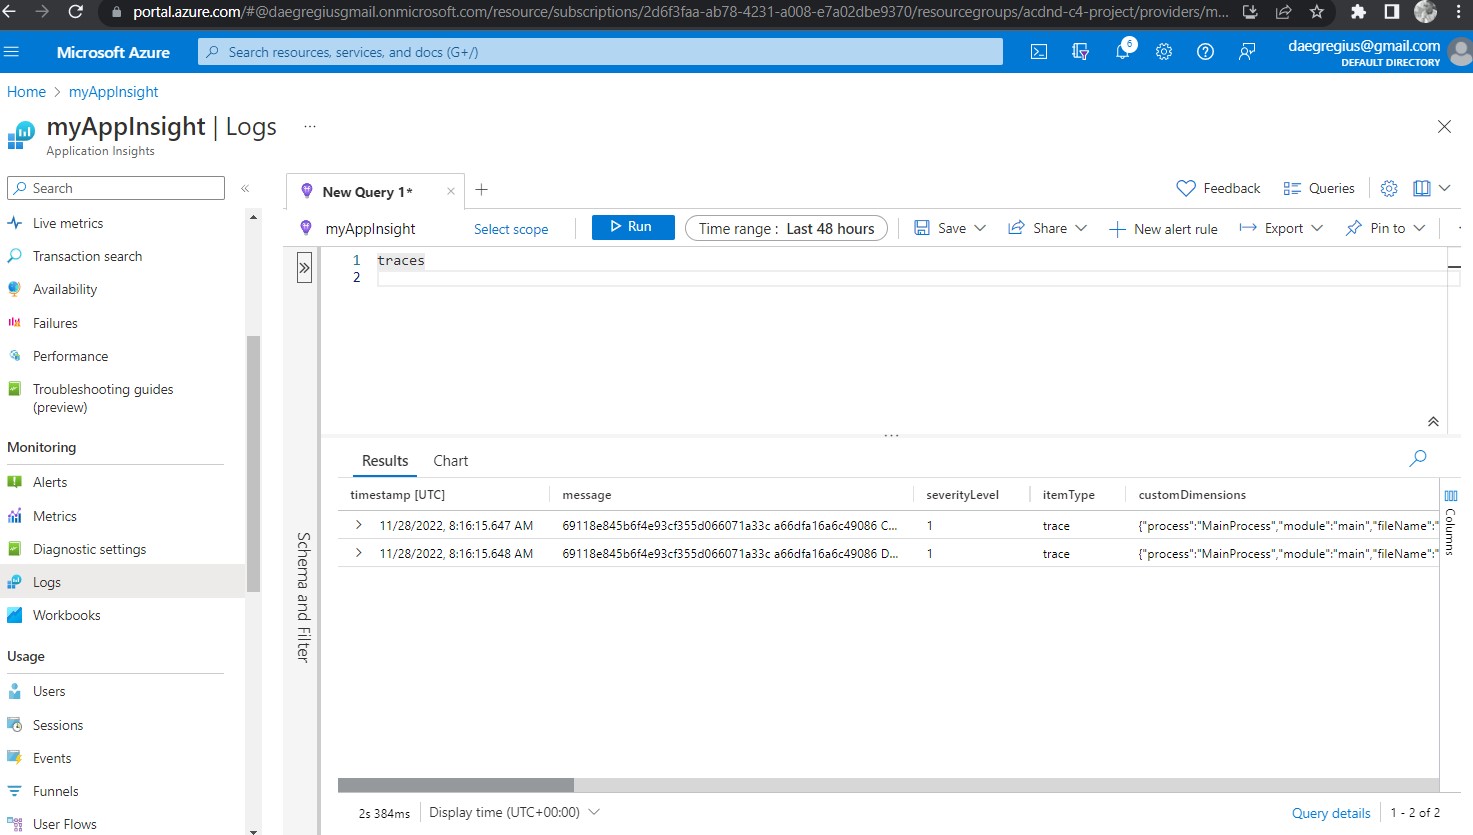 portal.azure.com/#@daegregiusgmail.onmicrosoft.com/resource/subscriptions/2d6f3faa-ab78-4231-a008-e7a02dbe9370/resourcegroups/acdnd-c4-project/providers/m...
Microsoft Azure
Search resources, services, and docs (G+/)
6
daegregius@gmail.com
DEFAULT DIRECTORY
Home > myAppInsight
myAppInsight | Logs ...
Application Insights
Search «
Live metrics
Transaction search
Availability
Failures
Performance
Troubleshooting guides
(preview)
Monitoring
Alerts
Metrics
Diagnostic settings
Logs
Workbooks
Usage
Users
Sessions
Events
Funnels
User Flows
New Query 1*
Feedback
Queries
myAppInsight
Select scope
Run
Time range : Last 48 hours
Save
Share
New alert rule
Export
Pin to
1 traces
2
Schema and Filter
Results Chart
timestamp [UTC] message severityLevel itemType customDimensions
11/28/2022, 8:16:15.647 AM 69118e845b6f4e93cf355d066071a33c a66dfa16a6c49086 C... 1 trace {"process":"MainProcess","module":"main","fileName":"
11/28/2022, 8:16:15.648 AM 69118e845b6f4e93cf355d066071a33c a66dfa16a6c49086 D... 1 trace {"process":"MainProcess","module":"main","fileName":"
Columns
2s 384ms Display time (UTC+00:00)
Query details 1 - 2 of 2